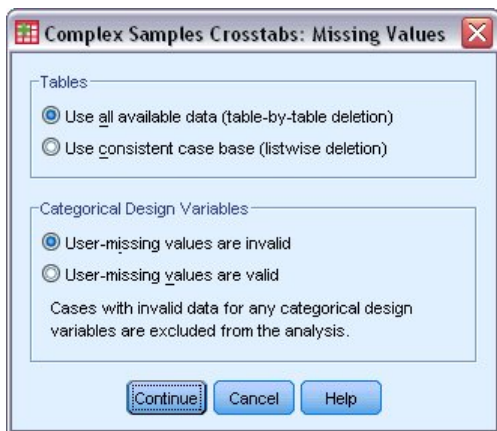 Complex Samples Crosstabs: Missing Values
Tables
Use all available data (table-by-table deletion)
Use consistent case base (listwise deletion)
Categorical Design Variables
User-missing values are invalid
User-missing values are valid
Cases with invalid data for any categorical design
variables are excluded from the analysis.
Continue Cancel Help